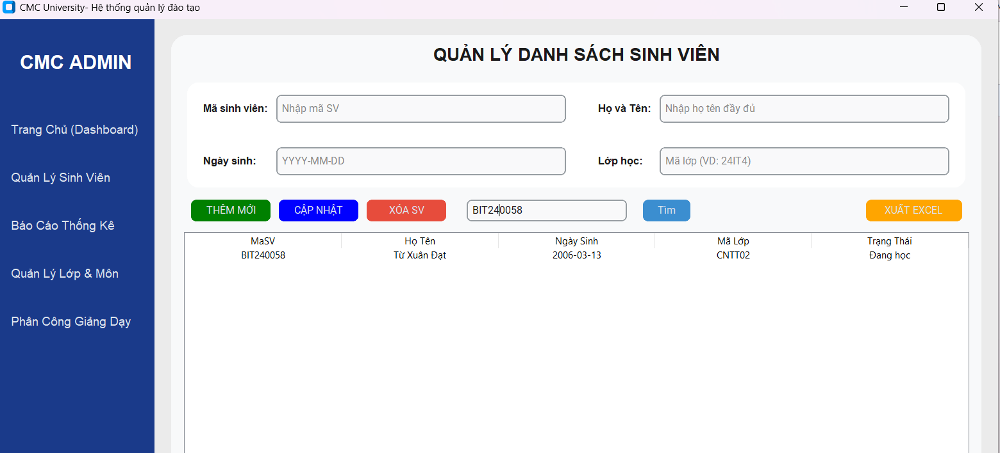 CMC University- Hệ thống quản lý đào tạo
CMC ADMIN
Trang Chủ (Dashboard)
Quản Lý Sinh Viên
Báo Cáo Thống Kê
Quản Lý Lớp & Môn
Phân Công Giảng Dạy
QUẢN LÝ DANH SÁCH SINH VIÊN
Mã sinh viên: Nhập mã SV Họ và Tên: Nhập họ tên đầy đủ
Ngày sinh: YYYY-MM-DD Lớp học: Mã lớp (VD: 24IT4)
THÊM MỚI CẬP NHẬT XÓA SV BIT240058 Tìm XUẤT EXCEL
MaSV Họ Tên Ngày Sinh Mã Lớp Trạng Thái
BIT240058 Từ Xuân Đạt 2006-03-13 CNTT02 Đang học